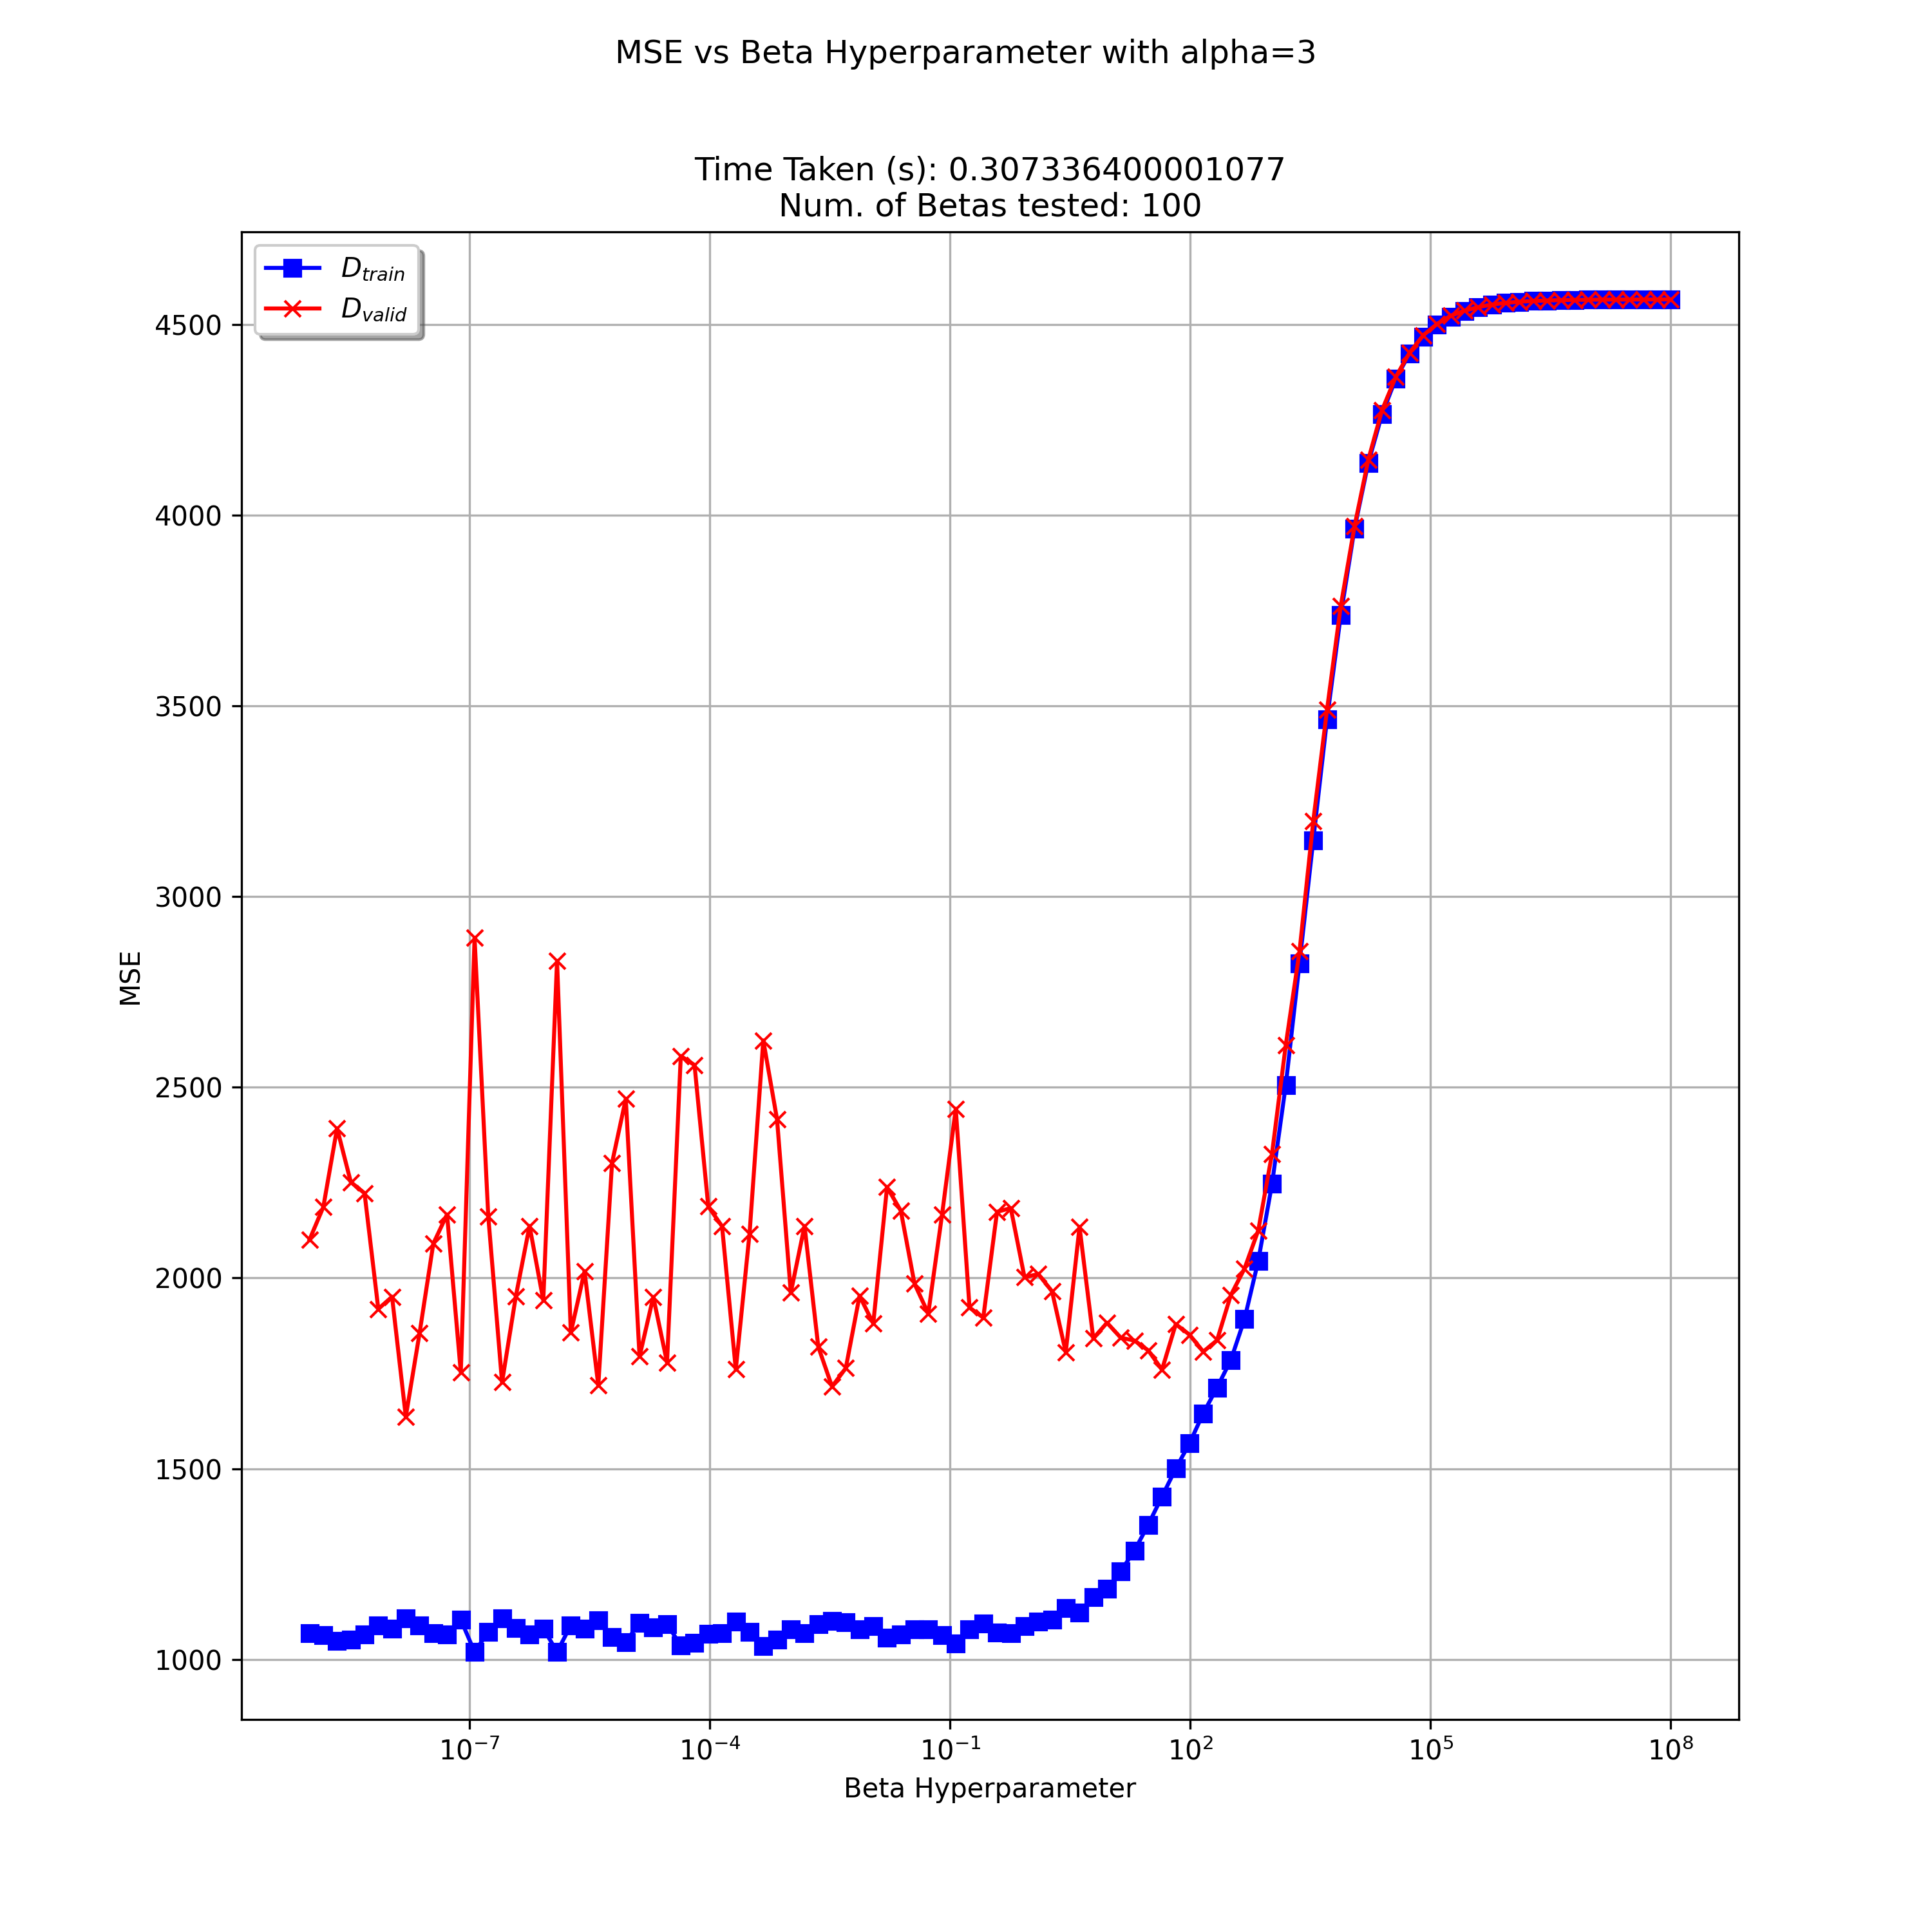 MSE vs Beta Hyperparameter with alpha=3
Time Taken (s): 0.307336400001077
Num. of Betas tested: 100
D_train
D_valid
4500
4000
3500
3000
2500
2000
1500
1000
MSE
10^-7 10^-4 10^-1 10^2 10^5 10^8
Beta Hyperparameter